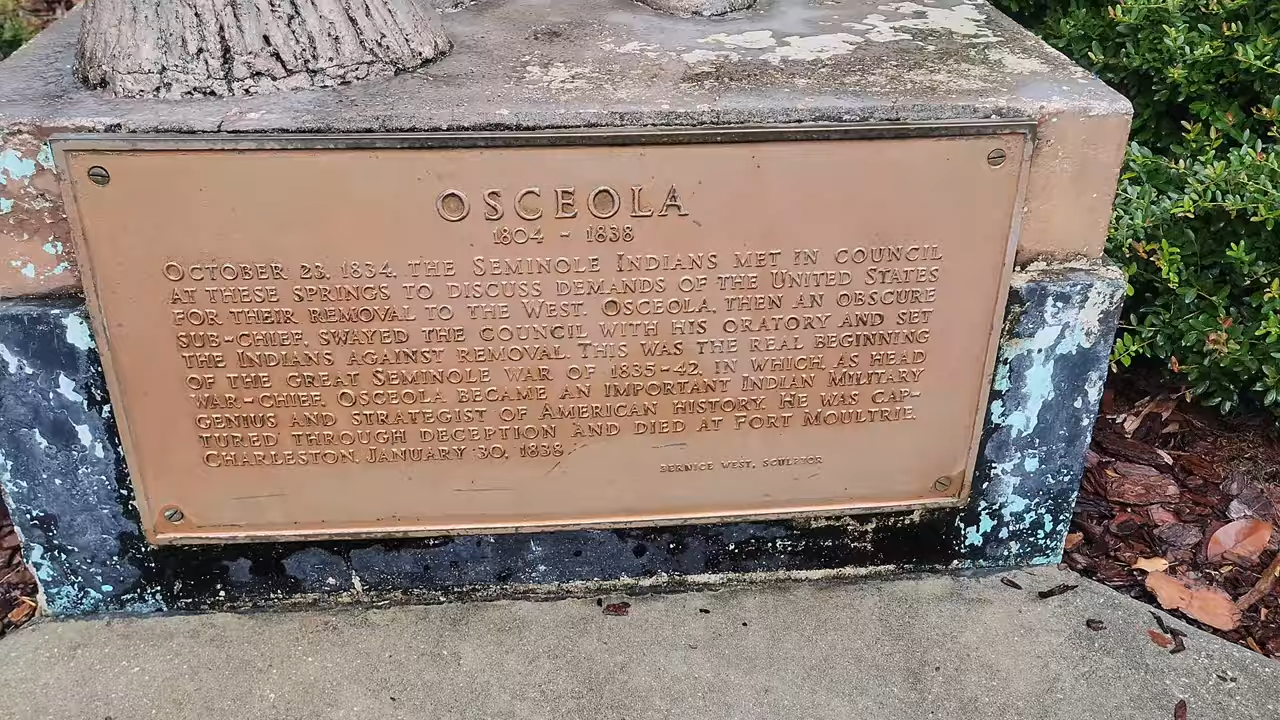 OSCEOLA
1804 - 1838
OCTOBER 23, 1834, THE SEMINOLE INDIANS MET IN COUNCIL
AT THESE SPRINGS TO DISCUSS DEMANDS OF THE UNITED STATES
FOR THEIR REMOVAL TO THE WEST. OSCEOLA, THEN AN OBSCURE
SUB-CHIEF, SWAYED THE COUNCIL WITH HIS ORATORY AND SET
THE INDIANS AGAINST REMOVAL. THIS WAS THE REAL BEGINNING
OF THE GREAT SEMINOLE WAR OF 1835-42, IN WHICH, AS HEAD
WAR-CHIEF, OSCEOLA BECAME AN IMPORTANT INDIAN MILITARY
GENIUS AND STRATEGIST OF AMERICAN HISTORY. HE WAS CAP-
TURED THROUGH DECEPTION AND DIED AT FORT MOULTRIE,
CHARLESTON, JANUARY 30, 1838
BERNICE WEST, SCULPTOR